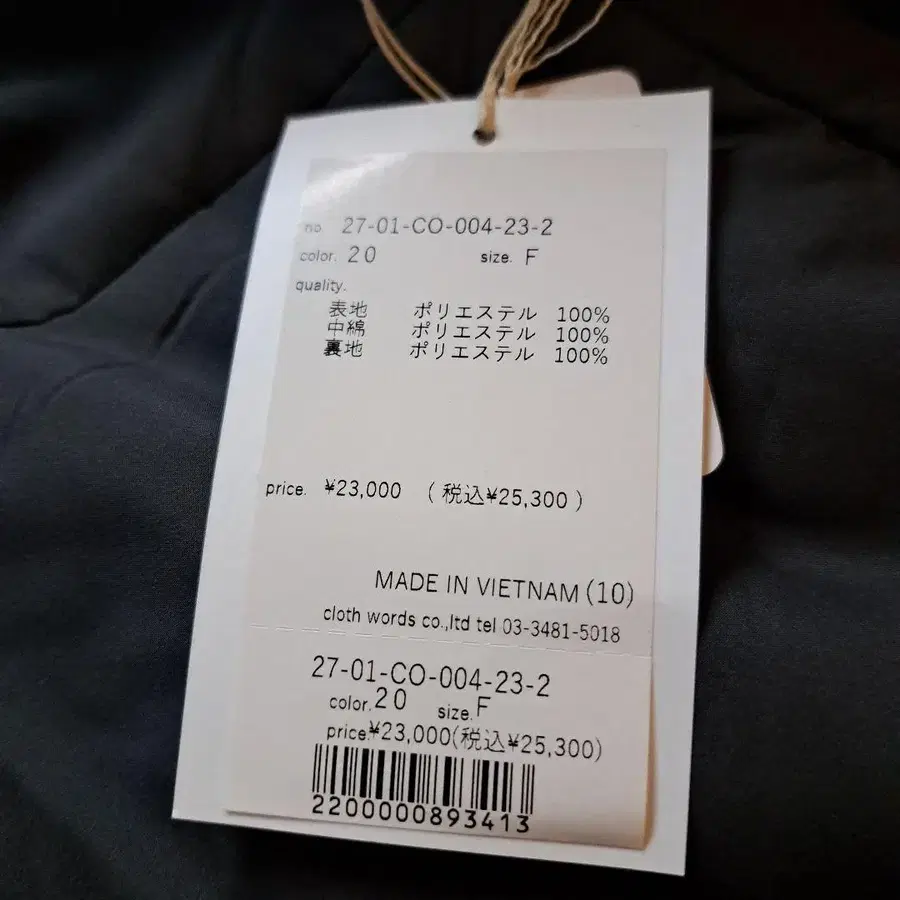 no. 27-01-CO-004-23-2
color. 20 size. F
quality.
表地 ポリエステル 100%
中綿 ポリエステル 100%
裏地 ポリエステル 100%
price. ¥23,000 (税込¥25,300)
MADE IN VIETNAM (10)
cloth words co.,ltd tel 03-3481-5018
27-01-CO-004-23-2
color. 20 size. F
price.¥23,000(税込¥25,300)
2200000893413